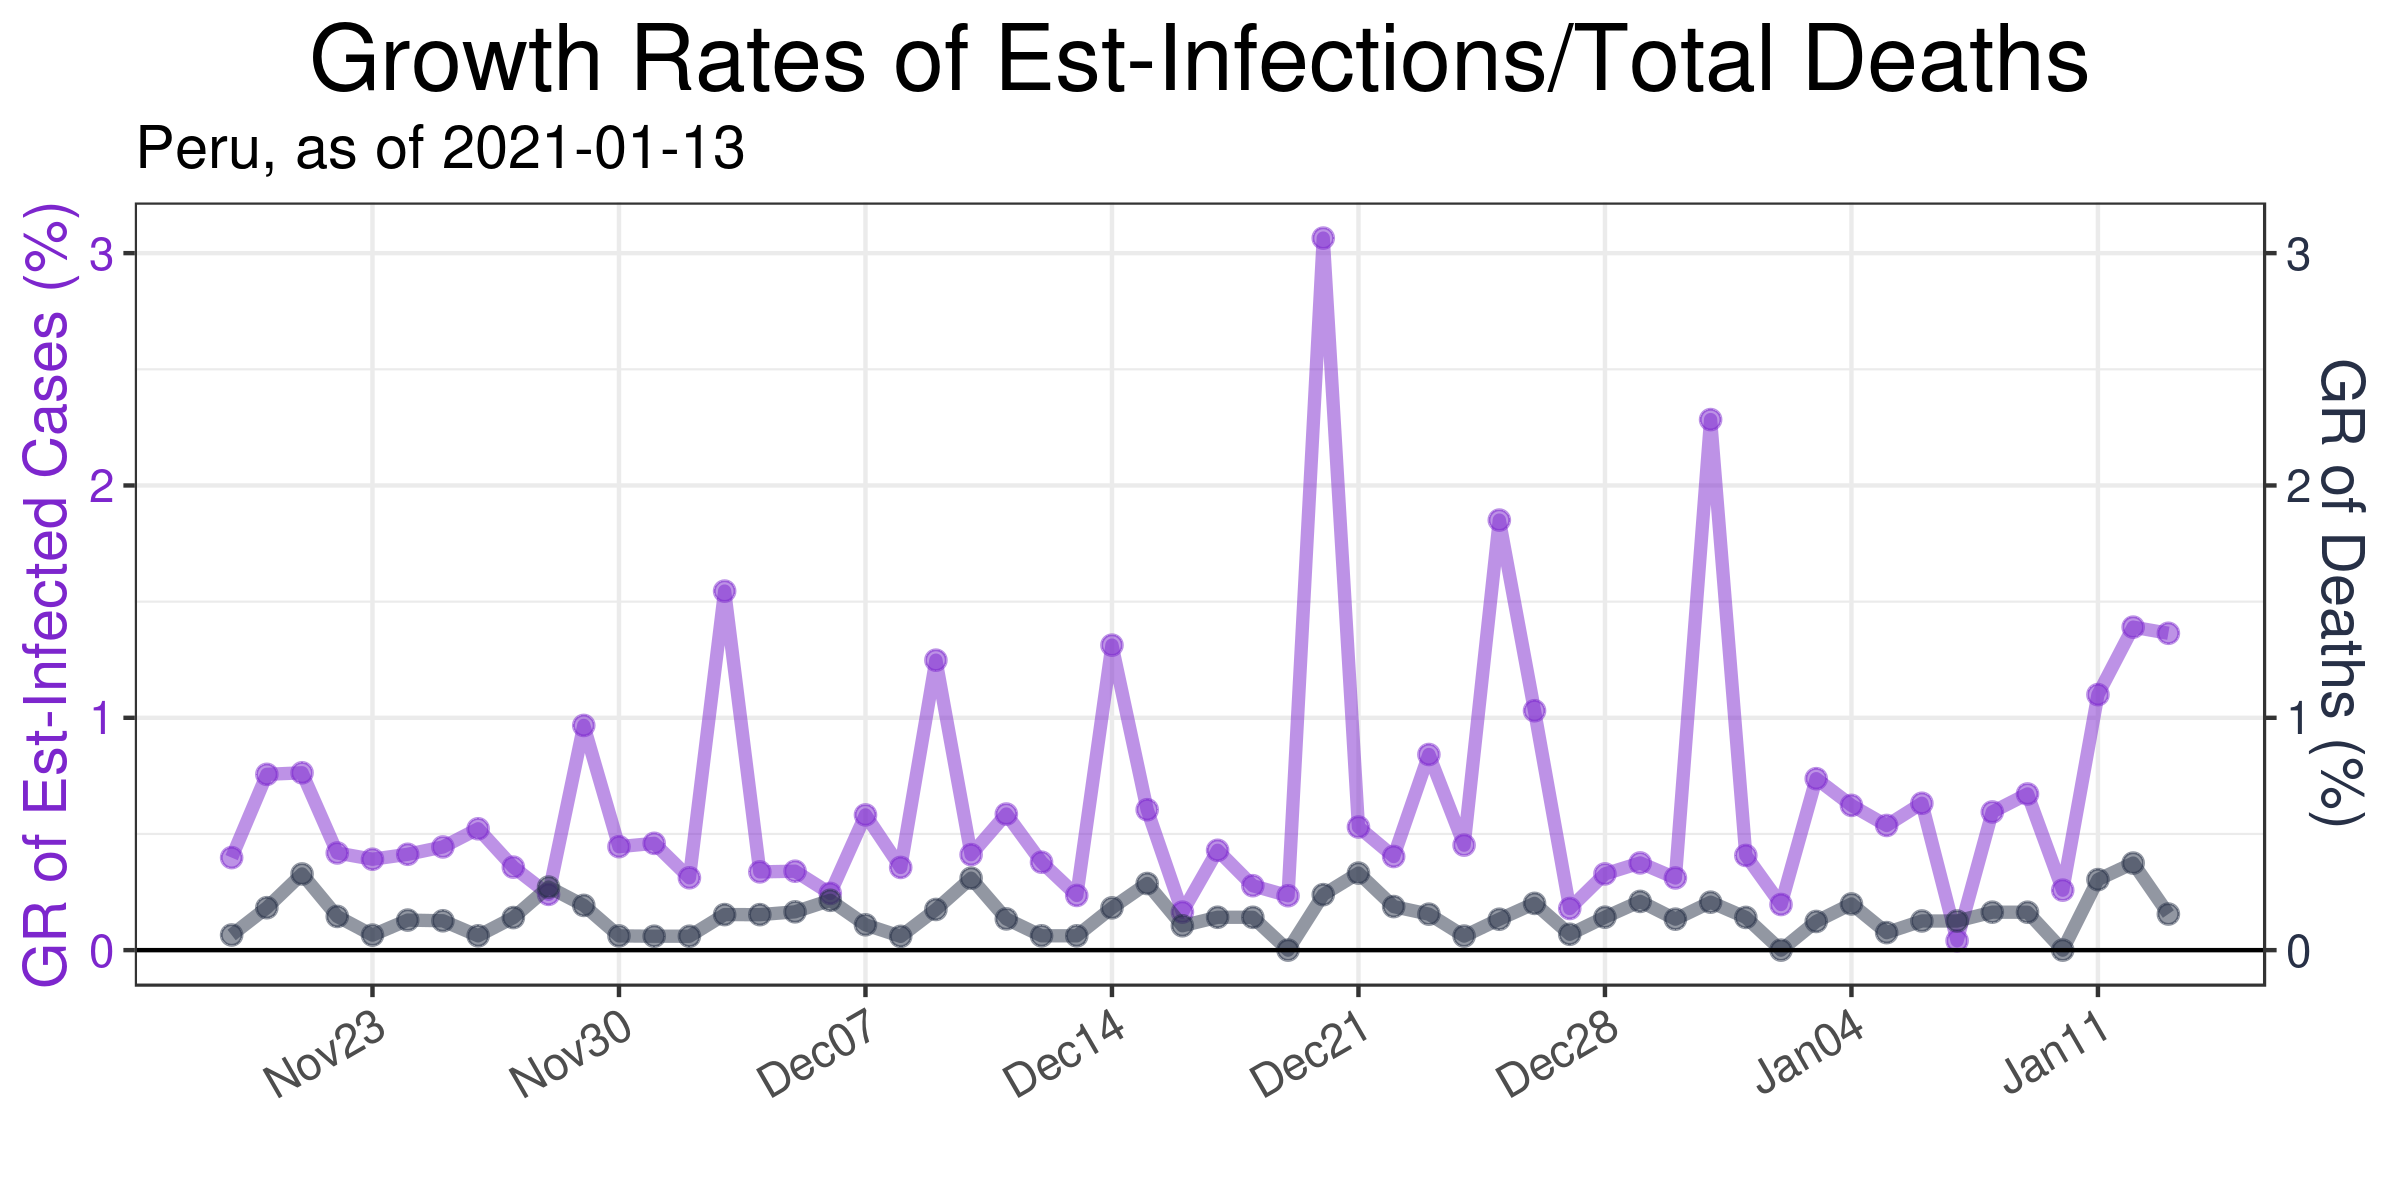 Growth Rates of Est-Infections/Total Deaths
Peru, as of 2021-01-13
GR of Est-Infected Cases (%)
3
2
1
0
3
2
1
0
GR of Deaths (%)
Nov23
Nov30
Dec07
Dec14
Dec21
Dec28
Jan04
Jan11